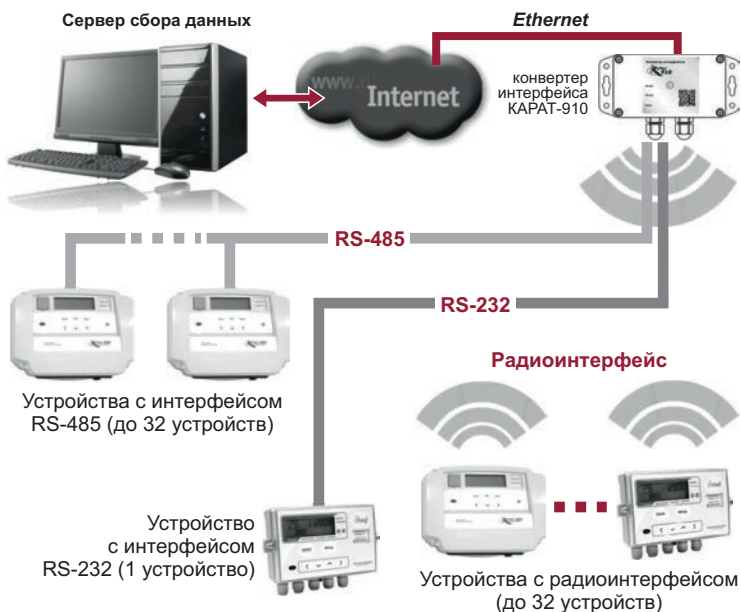 Сервер сбора данных
Ethernet
www.
Internet
конвертер
интерфейса
КАРАТ-910
RS-485
RS-232
Радиоинтерфейс
Устройства с интерфейсом
RS-485 (до 32 устройств)
Устройство
с интерфейсом
RS-232 (1 устройство)
Устройства с радиоинтерфейсом
(до 32 устройств)